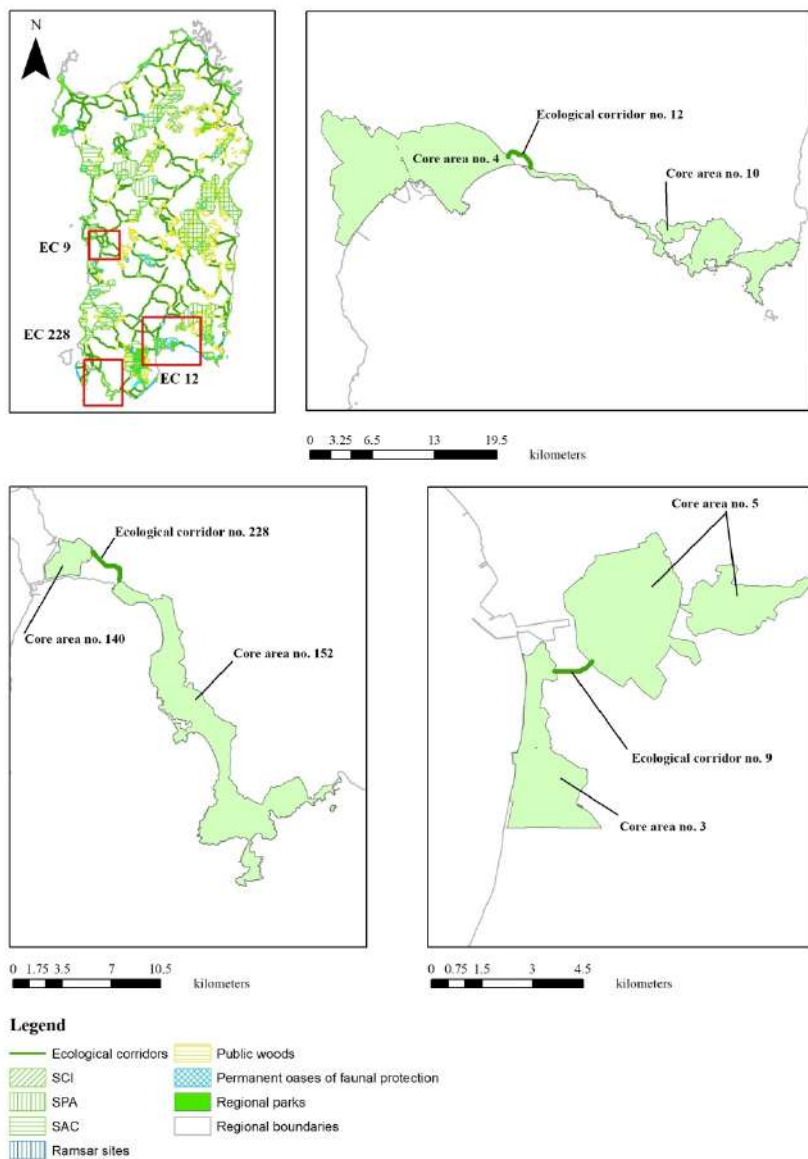 N
EC 9
EC 228
EC 12
Ecological corridor no. 12
Core area no. 4
Core area no. 10
0 3.25 6.5 13 19.5
kilometers
Ecological corridor no. 228
Core area no. 140
Core area no. 152
0 1.75 3.5 7 10.5
kilometers
Core area no. 5
Ecological corridor no. 9
Core area no. 3
0 0.75 1.5 3 4.5
kilometers
Legend
Ecological corridors
SCI
SPA
SAC
Ramsar sites
Public woods
Permanent oases of faunal protection
Regional parks
Regional boundaries